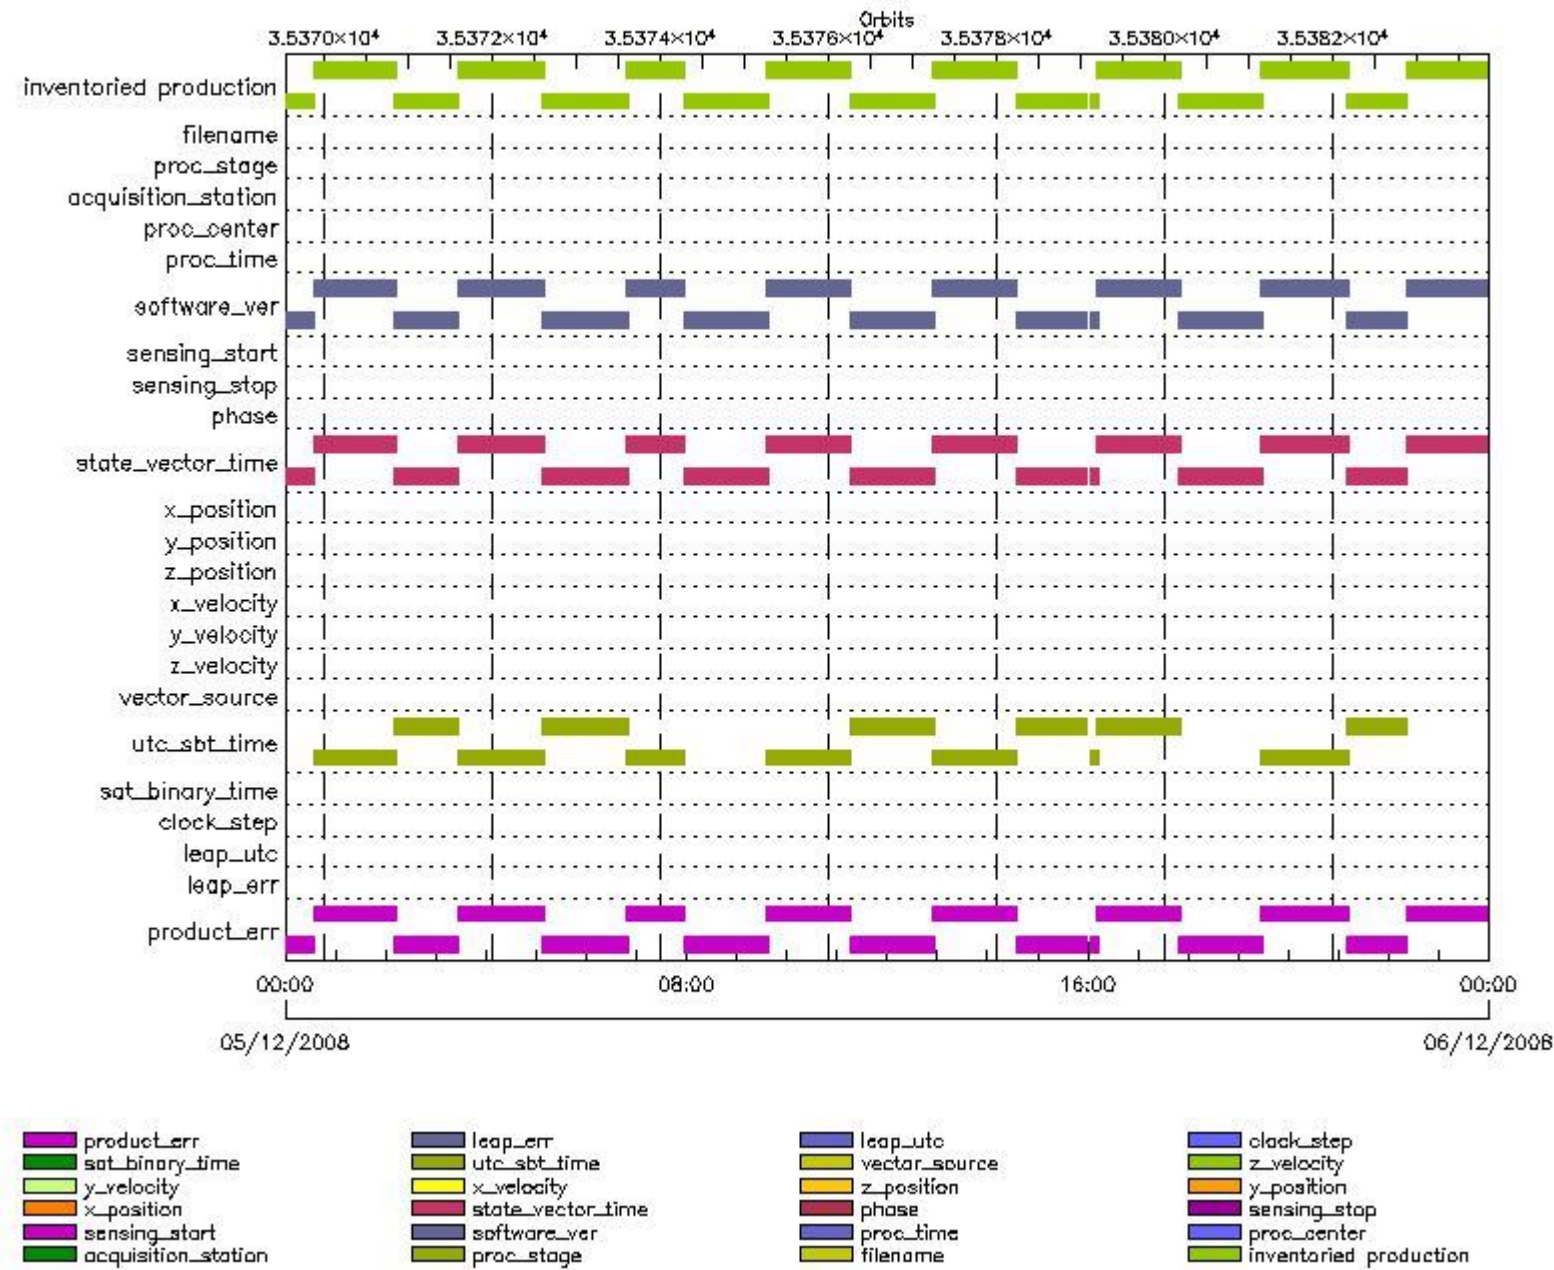 Orbits
3.5370×10⁴ 3.5372×10⁴ 3.5374×10⁴ 3.5376×10⁴ 3.5378×10⁴ 3.5380×10⁴ 3.5382×10⁴
inventoried production
filename
proc_stage
acquisition_station
proc_center
proc_time
software_ver
sensing_start
sensing_stop
phase
state_vector_time
x_position
y_position
z_position
x_velocity
y_velocity
z_velocity
vector_source
utc_sbt_time
sat_binary_time
clock_step
leap_utc
leap_err
product_err
00:00 08:00 16:00 00:00
05/12/2008 06/12/2008
product_err leap_err leap_utc clock_step
sat_binary_time utc_sbt_time vector_source z_velocity
y_velocity x_velocity z_position y_position
x_position state_vector_time phase sensing_stop
sensing_start software_ver proc_time proc_center
acquisition_station proc_stage filename inventoried production